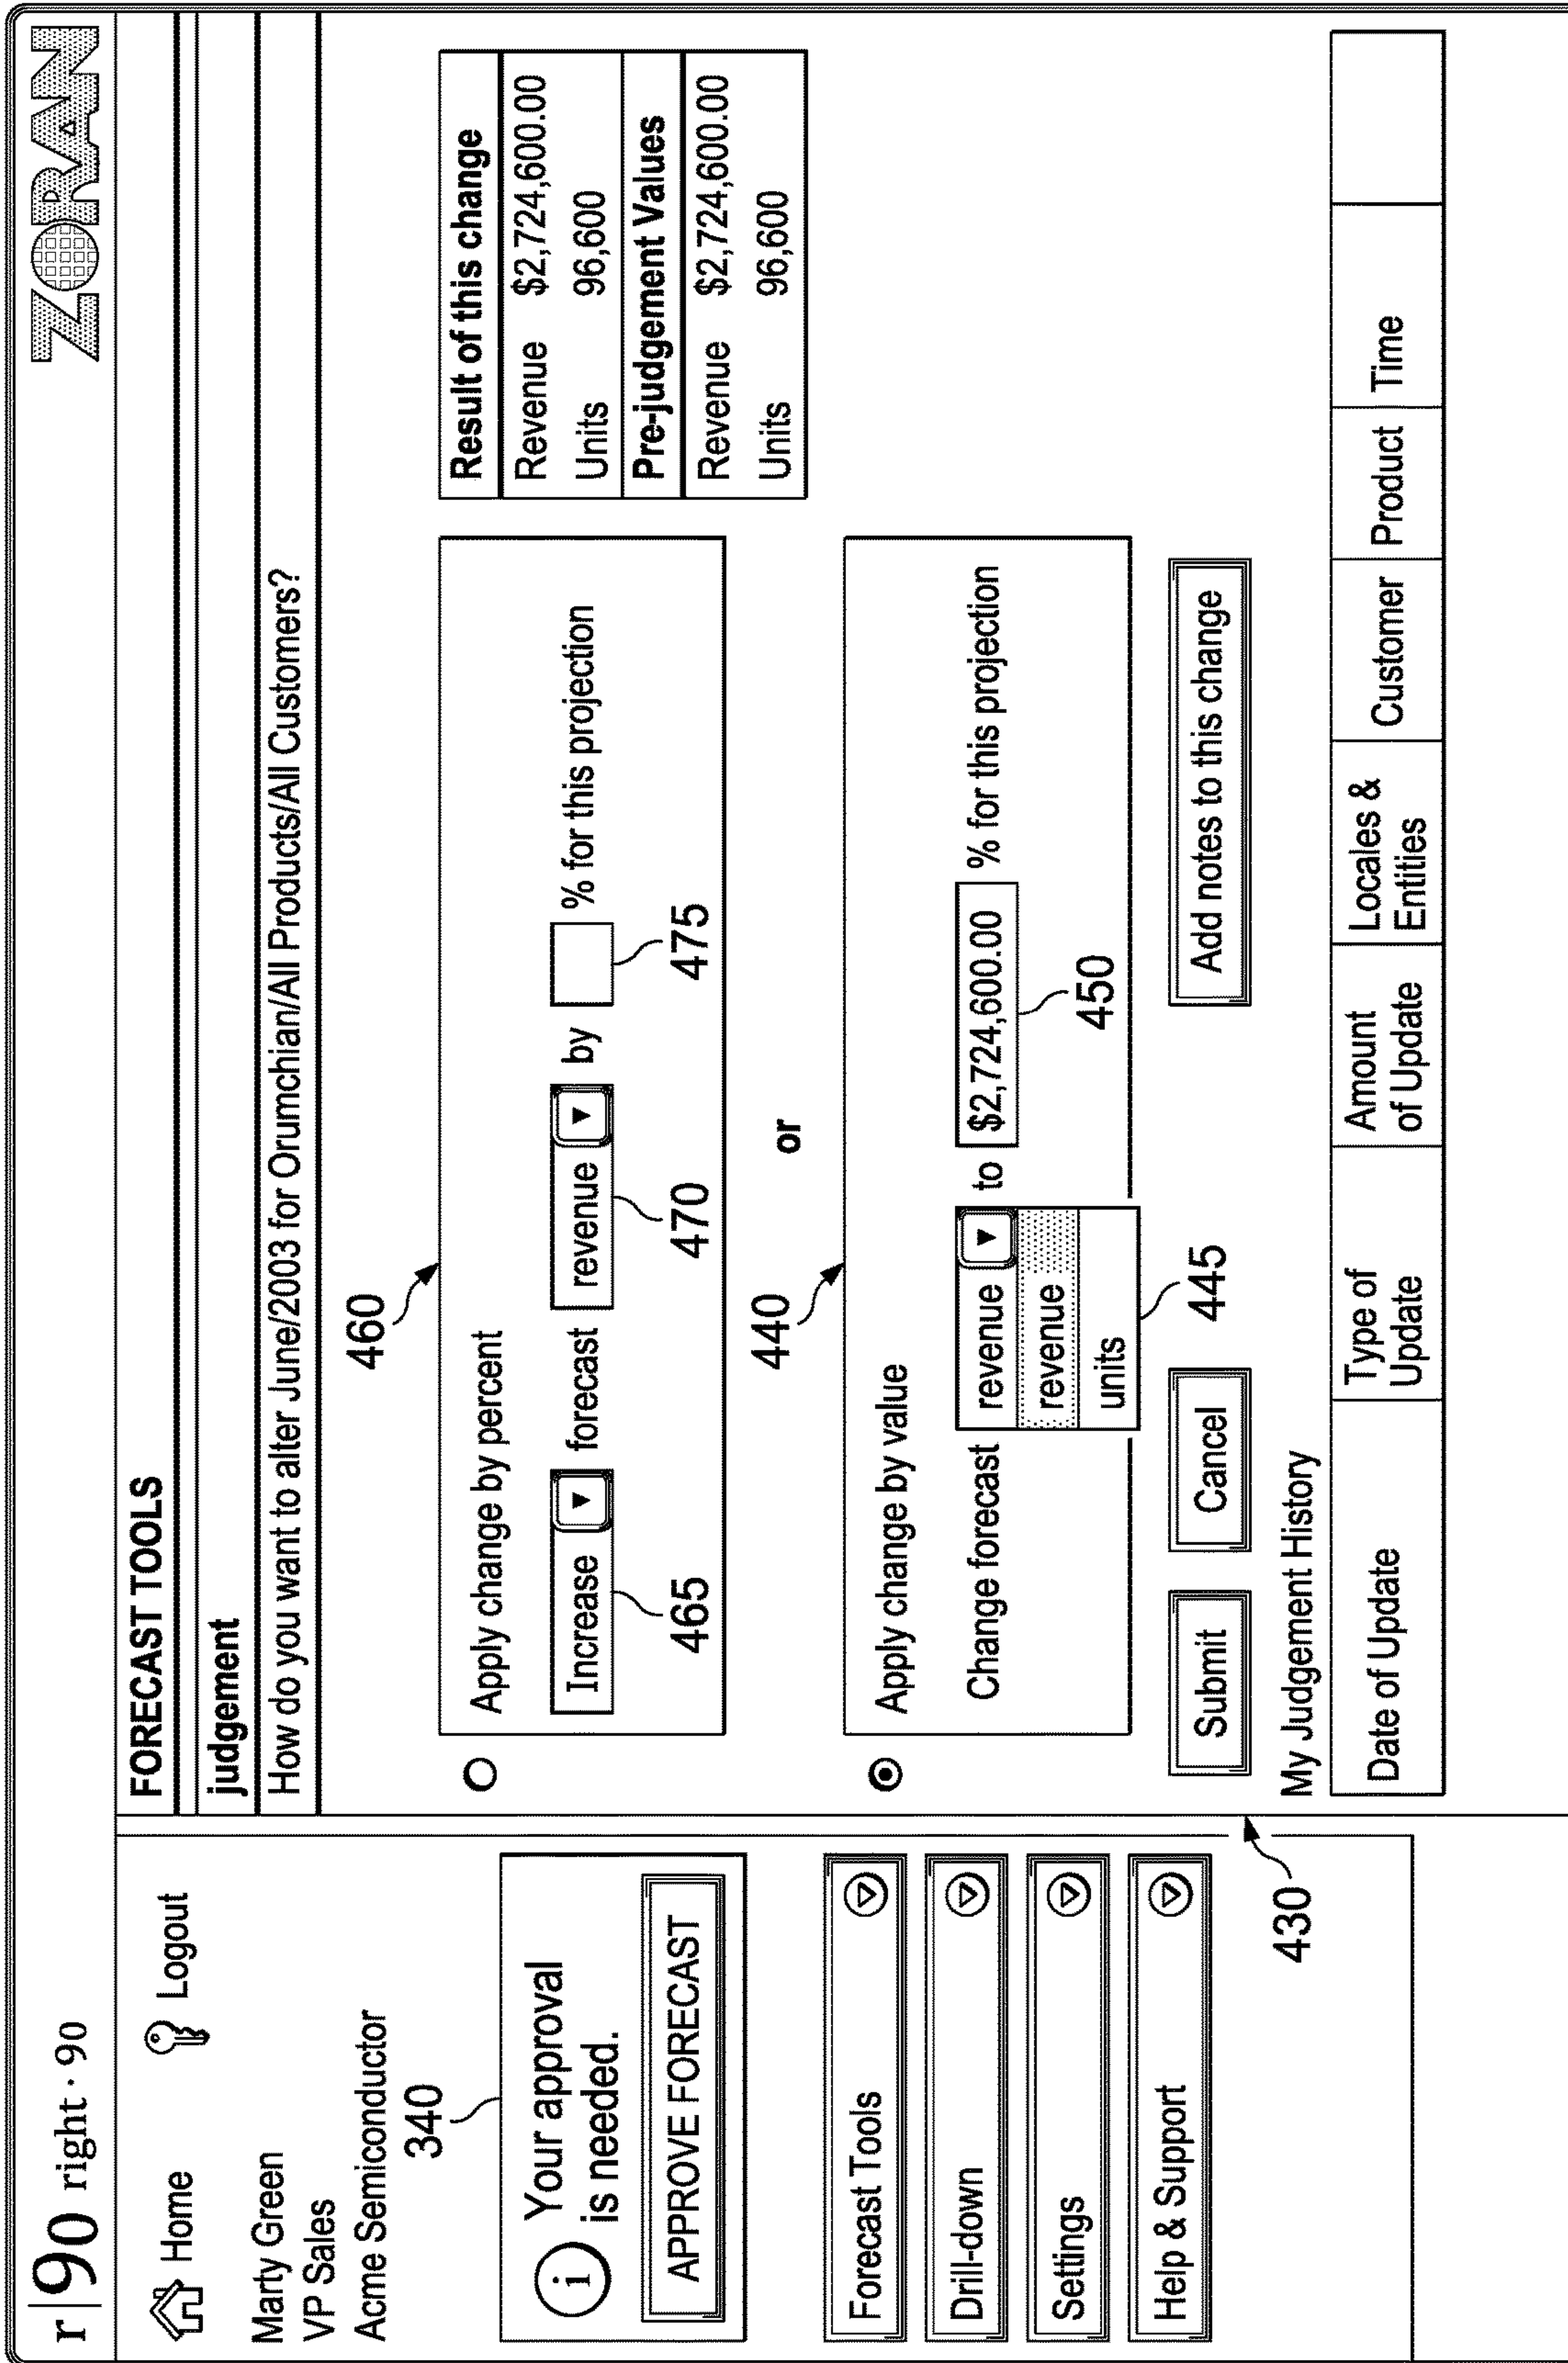 r|90 right·90
ZORAN
Home
Logout
Marty Green
VP Sales
Acme Semiconductor
340
i Your approval
is needed.
APPROVE FORECAST
Forecast Tools
Drill-down
Settings
Help & Support
430
FORECAST TOOLS
judgement
How do you want to alter June/2003 for Orumchian/All Products/All Customers?
460
Apply change by percent
Increase forecast revenue by % for this projection
465
470
475
or
440
Apply change by value
Change forecast revenue to $2,724,600.00 % for this projection
revenue
units
445
450
Result of this change
Revenue $2,724,600.00
Units 96,600
Pre-judgement Values
Revenue $2,724,600.00
Units 96,600
Submit
Cancel
Add notes to this change
My Judgement History
Date of Update
Type of
Update
Amount
of Update
Locales &
Entities
Customer
Product
Time